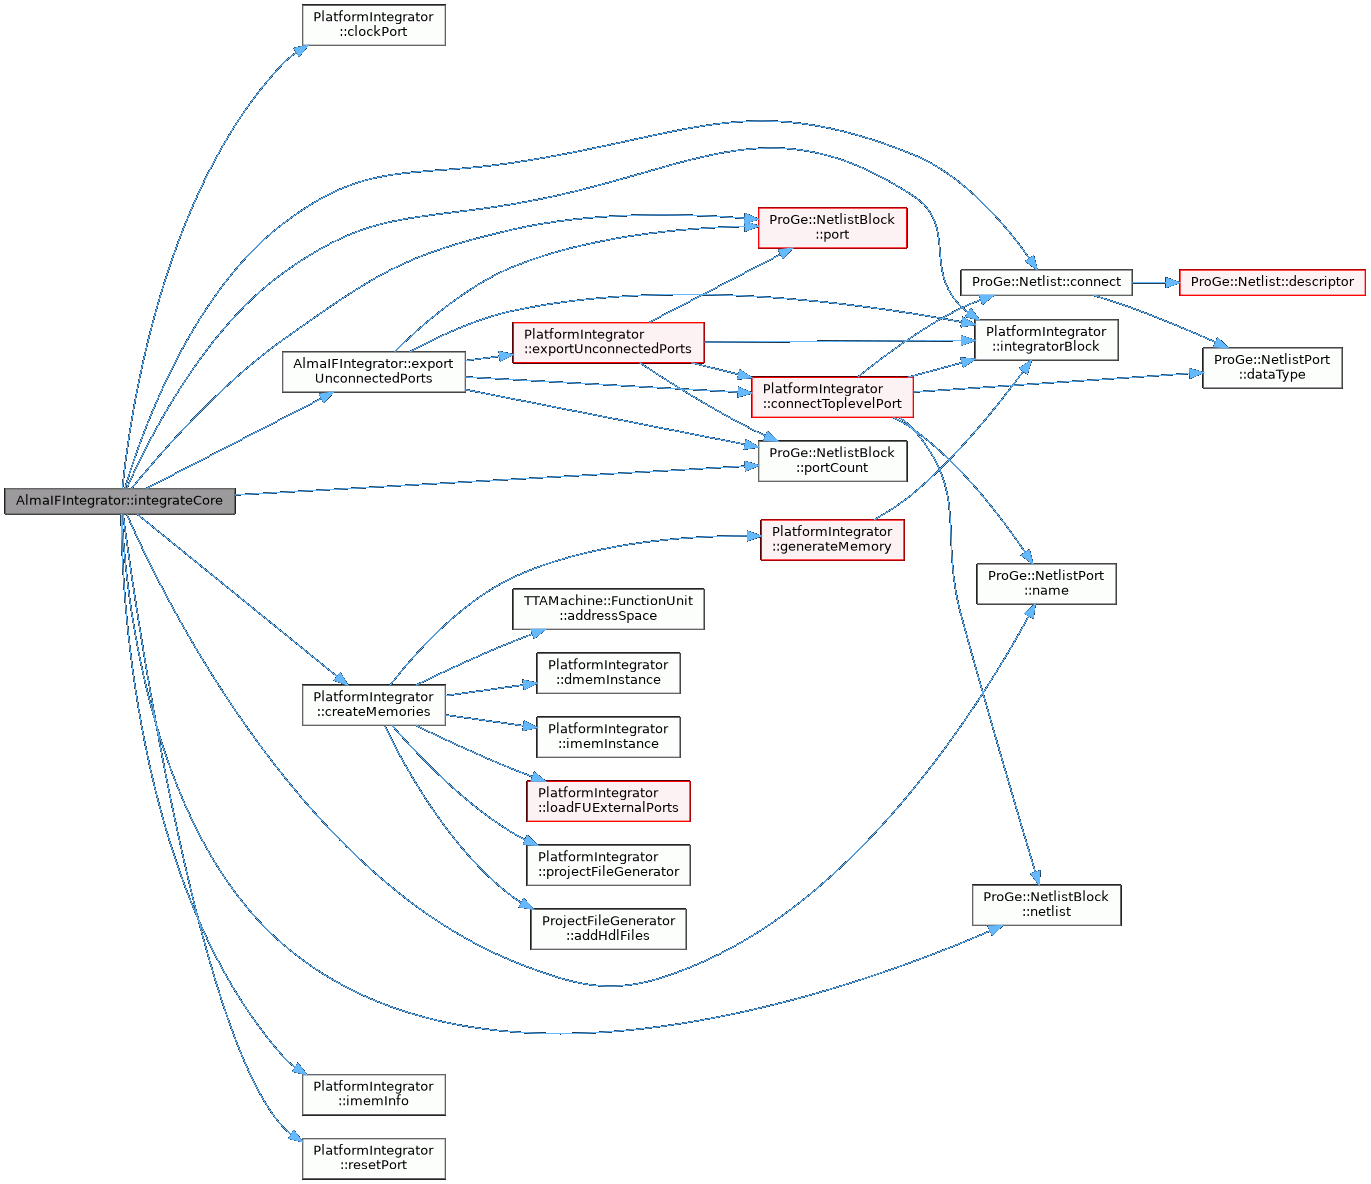 PlatformIntegrator
::clockPort
ProGe::NetlistBlock
::port
ProGe::Netlist::connect
ProGe::Netlist::descriptor
PlatformIntegrator
::integratorBlock
PlatformIntegrator
::exportUnconnectedPorts
AlmaIFIntegrator::export
UnconnectedPorts
ProGe::NetlistPort
::dataType
PlatformIntegrator
::connectToplevelPort
ProGe::NetlistBlock
::portCount
AlmaIFIntegrator::integrateCore
PlatformIntegrator
::generateMemory
ProGe::NetlistPort
::name
TTAMachine::FunctionUnit
::addressSpace
PlatformIntegrator
::dmemInstance
PlatformIntegrator
::createMemories
PlatformIntegrator
::imemInstance
PlatformIntegrator
::loadFUExternalPorts
PlatformIntegrator
::projectFileGenerator
ProGe::NetlistBlock
::netlist
ProjectFileGenerator
::addHdlFiles
PlatformIntegrator
::imemInfo
PlatformIntegrator
::resetPort